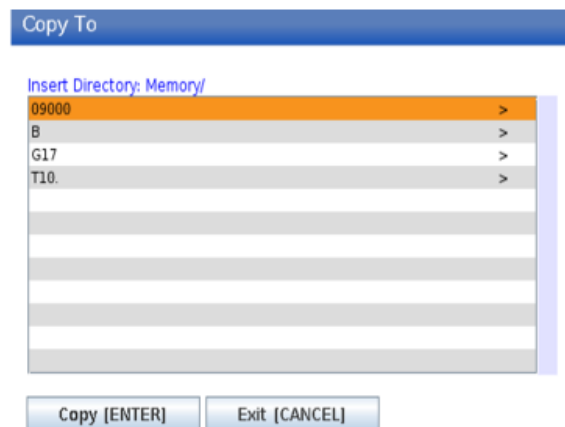 Copy To
Insert Directory: Memory/
09000 >
B >
G17 >
T10. >
Copy [ENTER] Exit [CANCEL]